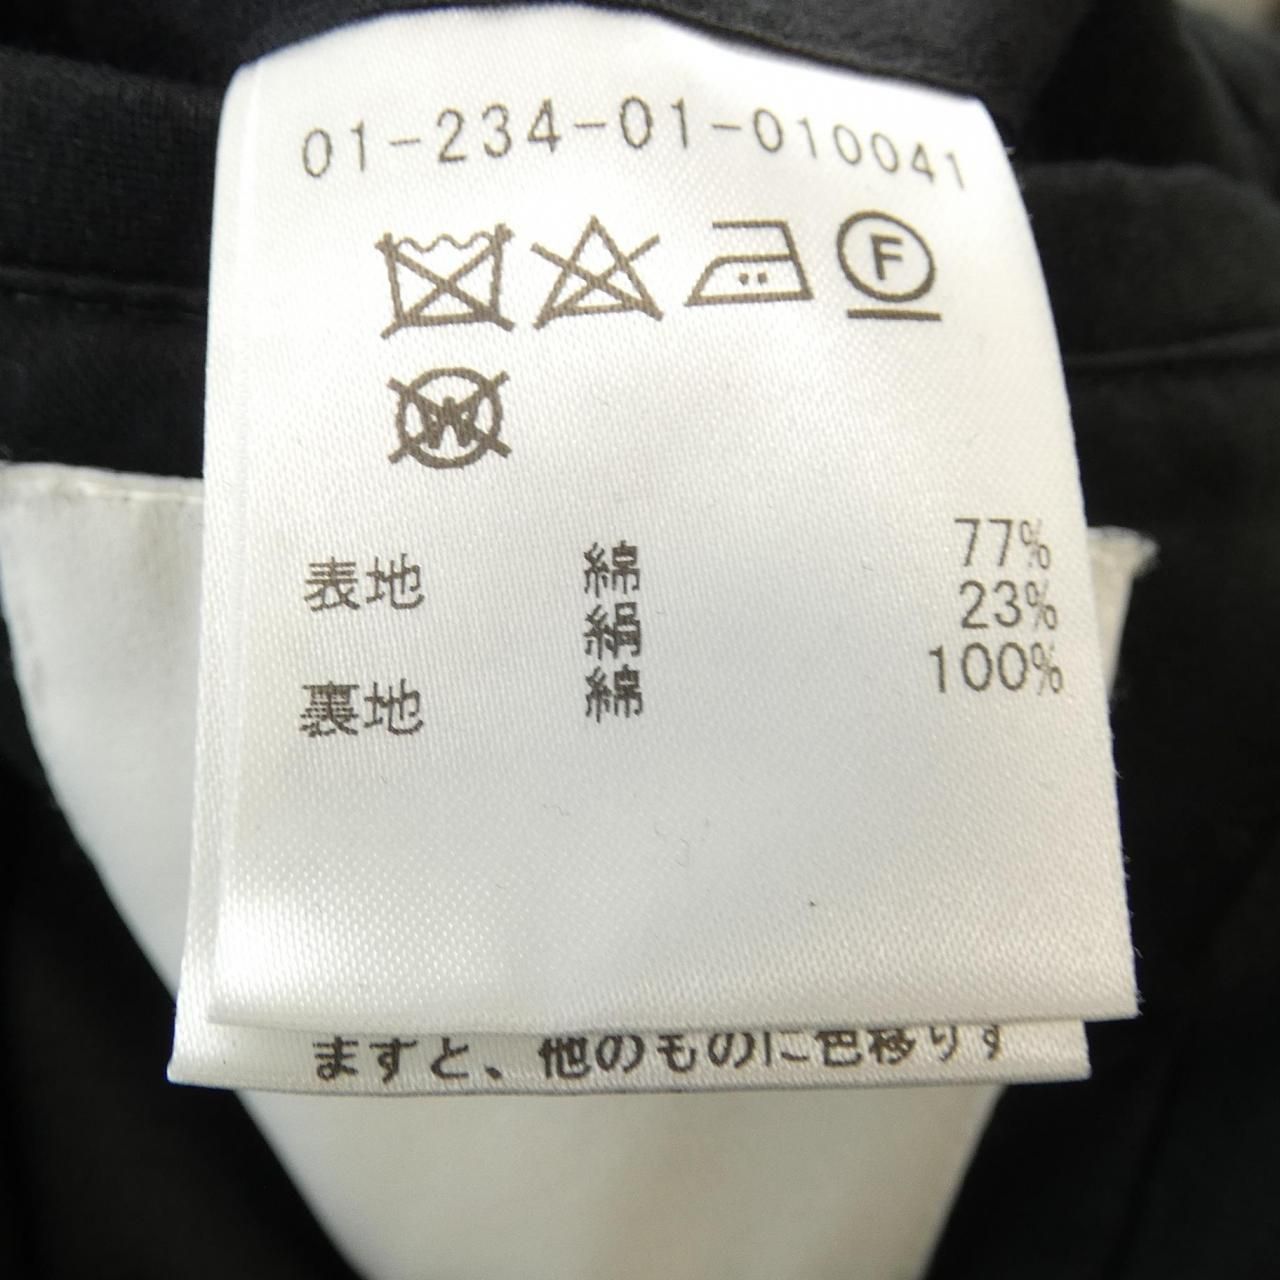 01-234-01-010041
F
W
表地 綿 77%
絹 23%
裏地 綿 100%
ますと、他のものに色移りす